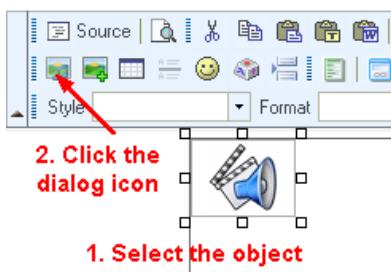 Source
Style
Format
2. Click the
dialog icon
1. Select the object